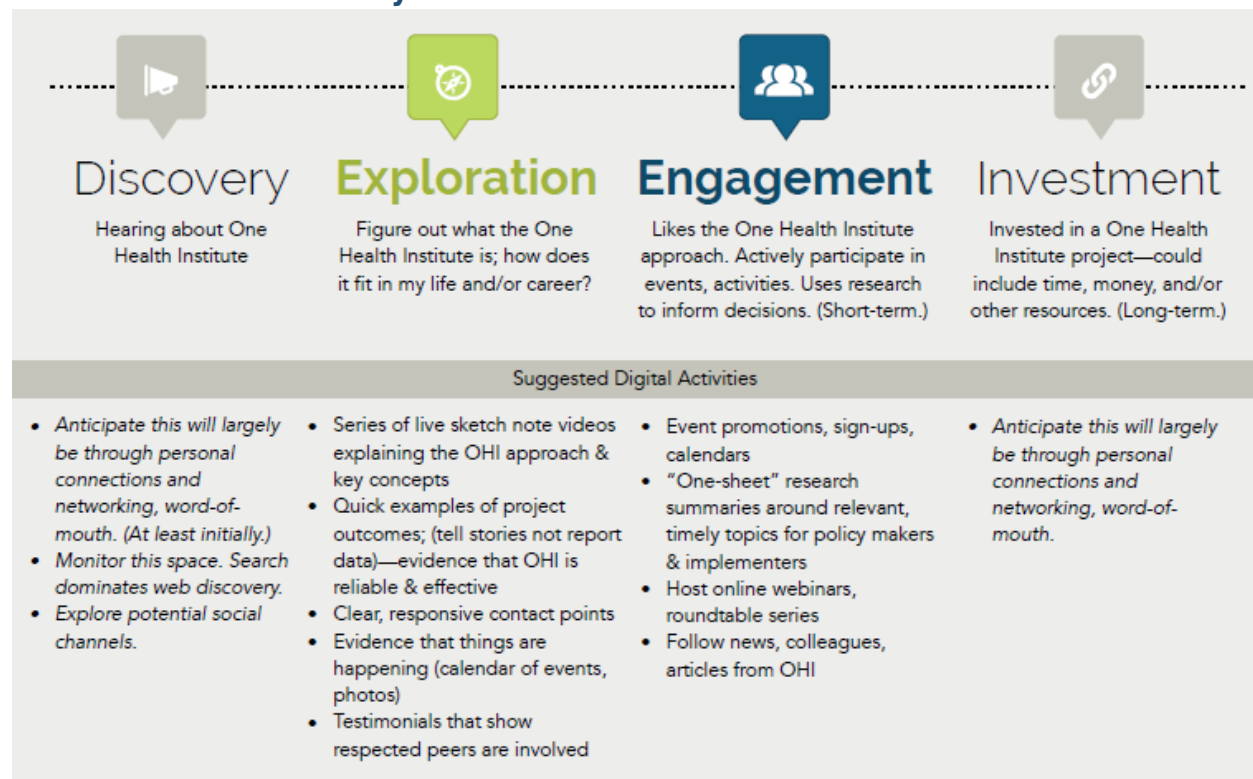 Discovery
Hearing about One
Health Institute
Exploration
Figure out what the One
Health Institute is; how does
it fit in my life and/or career?
Engagement
Likes the One Health Institute
approach. Actively participate in
events, activities. Uses research
to inform decisions. (Short-term.)
Investment
Invested in a One Health
Institute project—could
include time, money, and/or
other resources. (Long-term.)
Suggested Digital Activities
• Anticipate this will largely
be through personal
connections and
networking, word-of-
mouth. (At least initially.)
• Monitor this space. Search
dominates web discovery.
• Explore potential social
channels.
• Series of live sketch note videos
explaining the OHI approach &
key concepts
• Quick examples of project
outcomes; (tell stories not report
data)—evidence that OHI is
reliable & effective
• Clear, responsive contact points
• Evidence that things are
happening (calendar of events,
photos)
• Testimonials that show
respected peers are involved
• Event promotions, sign-ups,
calendars
• “One-sheet” research
summaries around relevant,
timely topics for policy makers
& implementers
• Host online webinars,
roundtable series
• Follow news, colleagues,
articles from OHI
• Anticipate this will largely
be through personal
connections and
networking, word-of-
mouth.